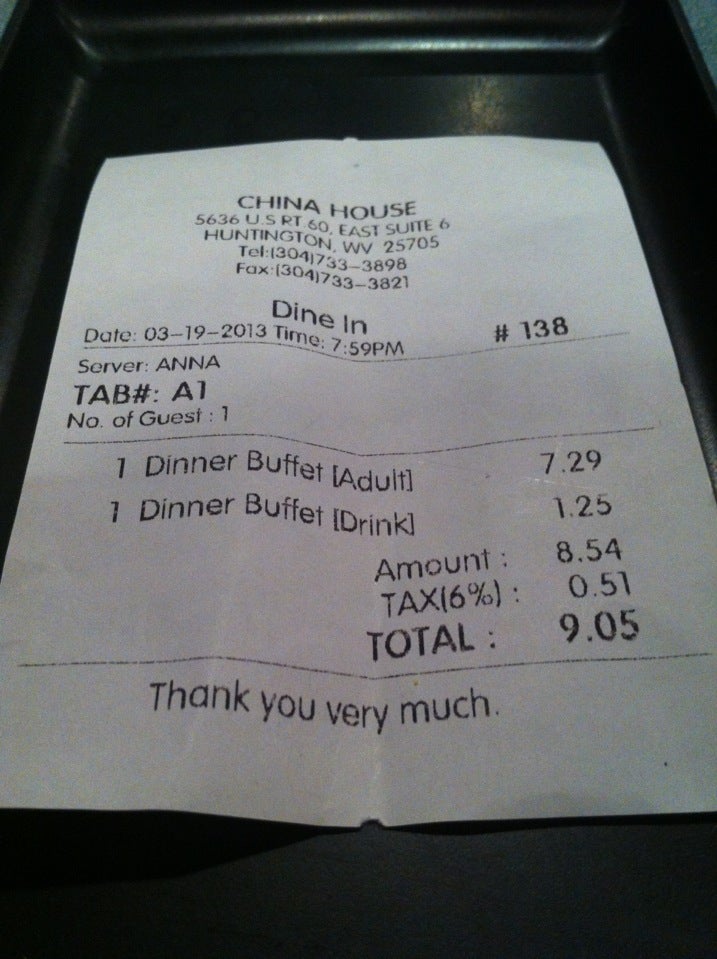 CHINA HOUSE
5636 U.S RT 60, EAST SUITE 6
HUNTINGTON, WV 25705
Tel:(304)733-3898
Fax:(304)733-3821
Dine In
Date: 03-19-2013 Time: 7:59PM # 138
Server: ANNA
TAB#: A1
No. of Guest : 1
1 Dinner Buffet [Adult] 7.29
1 Dinner Buffet [Drink] 1.25
Amount : 8.54
TAX(6%) : 0.51
TOTAL : 9.05
Thank you very much.